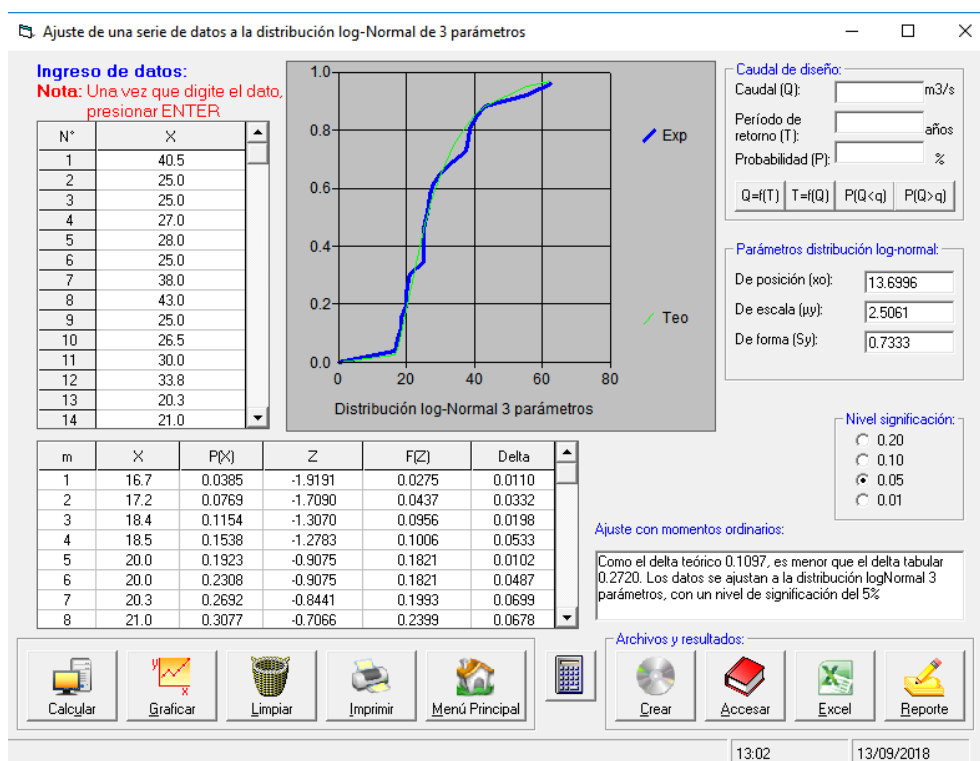 Ajuste de una serie de datos a la distribución log-Normal de 3 parámetros
Ingreso de datos:
Nota: Una vez que digite el dato,
presionar ENTER
N° X
1 40.5
2 25.0
3 25.0
4 27.0
5 28.0
6 25.0
7 38.0
8 43.0
9 25.0
10 26.5
11 30.0
12 33.8
13 20.3
14 21.0
1.0
0.8
0.6
0.4
0.2
0.0
0 20 40 60 80
Exp
Teo
Distribución log-Normal 3 parámetros
Caudal de diseño:
Caudal (Q): m3/s
Período de
retorno (T): años
Probabilidad (P): %
Q=f(T) T=f(Q) P(Q<q) P(Q>q)
Parámetros distribución log-normal:
De posición (xo): 13.6996
De escala (µy): 2.5061
De forma (Sy): 0.7333
Nivel significación:
0.20
0.10
0.05
0.01
m X P(X) Z F(Z) Delta
1 16.7 0.0385 -1.9191 0.0275 0.0110
2 17.2 0.0769 -1.7090 0.0437 0.0332
3 18.4 0.1154 -1.3070 0.0956 0.0198
4 18.5 0.1538 -1.2783 0.1006 0.0533
5 20.0 0.1923 -0.9075 0.1821 0.0102
6 20.0 0.2308 -0.9075 0.1821 0.0487
7 20.3 0.2692 -0.8441 0.1993 0.0699
8 21.0 0.3077 -0.7066 0.2399 0.0678
Ajuste con momentos ordinarios:
Como el delta teórico 0.1097, es menor que el delta tabular
0.2720. Los datos se ajustan a la distribución logNormal 3
parámetros, con un nivel de significación del 5%
Calcular
Graficar
Limpiar
Imprimir
Menú Principal
Archivos y resultados:
Crear
Accesar
Excel
Reporte
13:02 13/09/2018